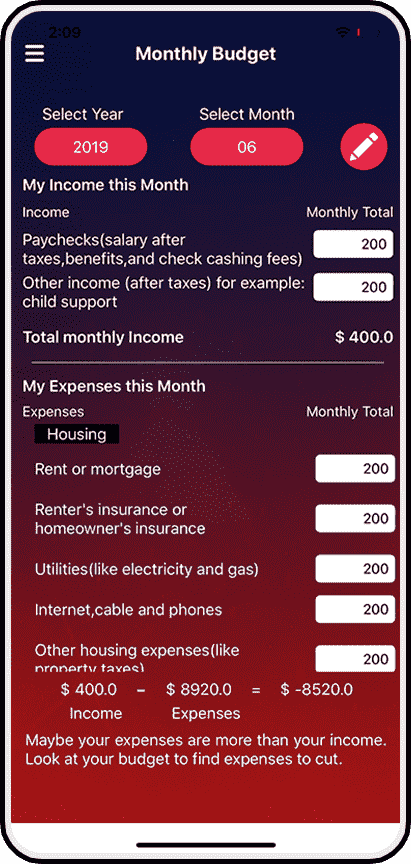 2:09
Monthly Budget
Select Year Select Month
2019 06
My Income this Month
Income Monthly Total
Paychecks(salary after 200
taxes,benefits,and check cashing fees)
Other income (after taxes) for example: 200
child support
Total monthly Income $ 400.0
My Expenses this Month
Expenses Monthly Total
Housing
Rent or mortgage 200
Renter's insurance or 200
homeowner's insurance
Utilities(like electricity and gas) 200
Internet,cable and phones 200
Other housing expenses(like 200
property taxes)
$ 400.0 - $ 8920.0 = $ -8520.0
Income Expenses
Maybe your expenses are more than your income.
Look at your budget to find expenses to cut.